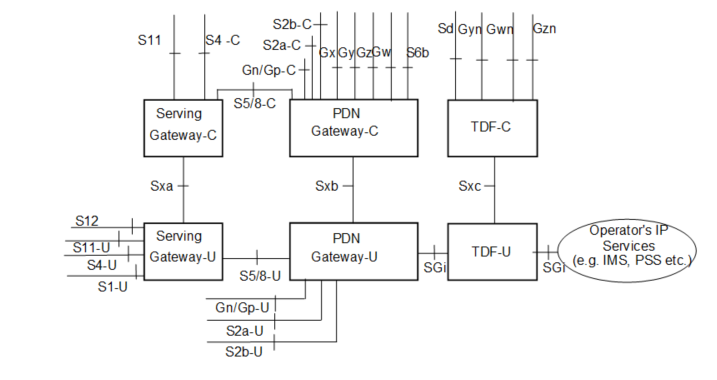 S2b-C
Sd
Gyn
Gwn
Gzn
S11
S4 -C
S2a-C
Gx
Gy
Gz
Gw
S6b
Gn/Gp-C
S5/8-C
Serving
Gateway-C
PDN
Gateway-C
TDF-C
Sxa
Sxb
Sxc
S12
S11-U
S4-U
S1-U
Serving
Gateway-U
S5/8-U
PDN
Gateway-U
SGi
TDF-U
SGi
Operator's IP
Services
(e.g. IMS, PSS etc.)
Gn/Gp-U
S2a-U
S2b-U